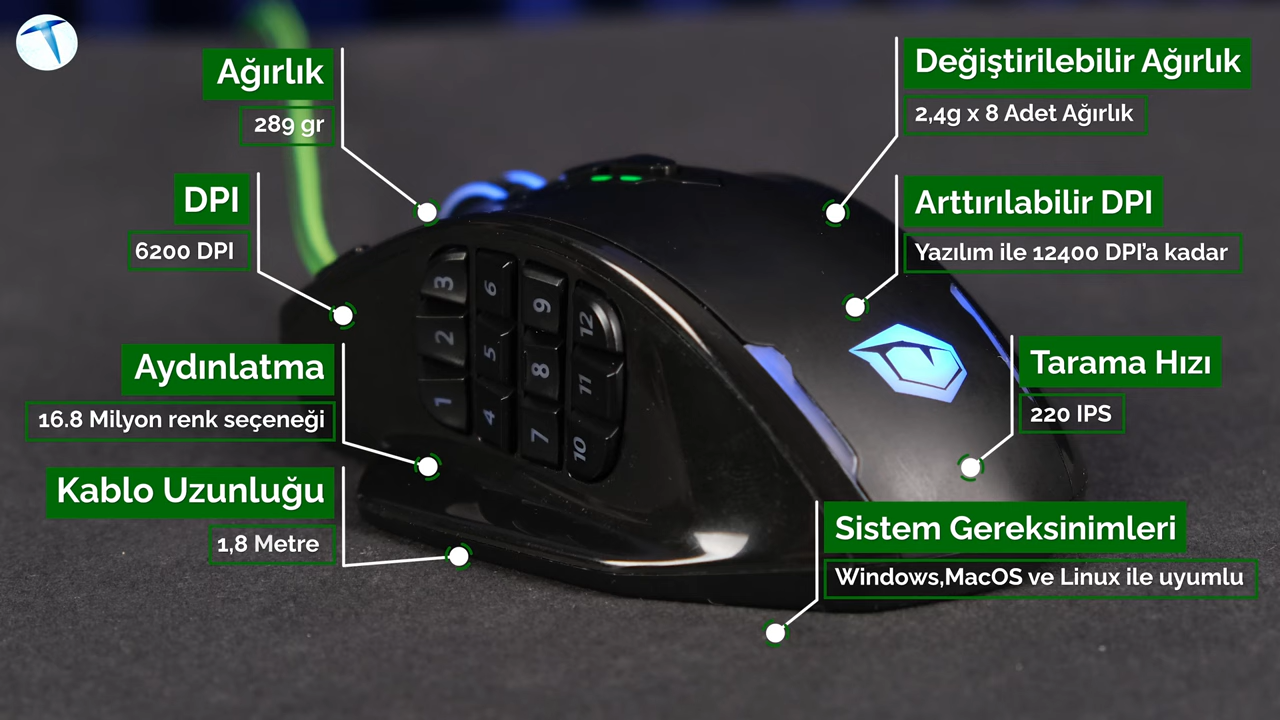 Ağırlık
289 gr
DPI
6200 DPI
Aydınlatma
16.8 Milyon renk seçeneği
Kablo Uzunluğu
1,8 Metre
Değiştirilebilir Ağırlık
2,4g x 8 Adet Ağırlık
Arttırılabilir DPI
Yazılım ile 12400 DPI'a kadar
Tarama Hızı
220 IPS
Sistem Gereksinimleri
Windows,MacOS ve Linux ile uyumlu
3 6 9 12
2 5 8 11
1 4 7 10